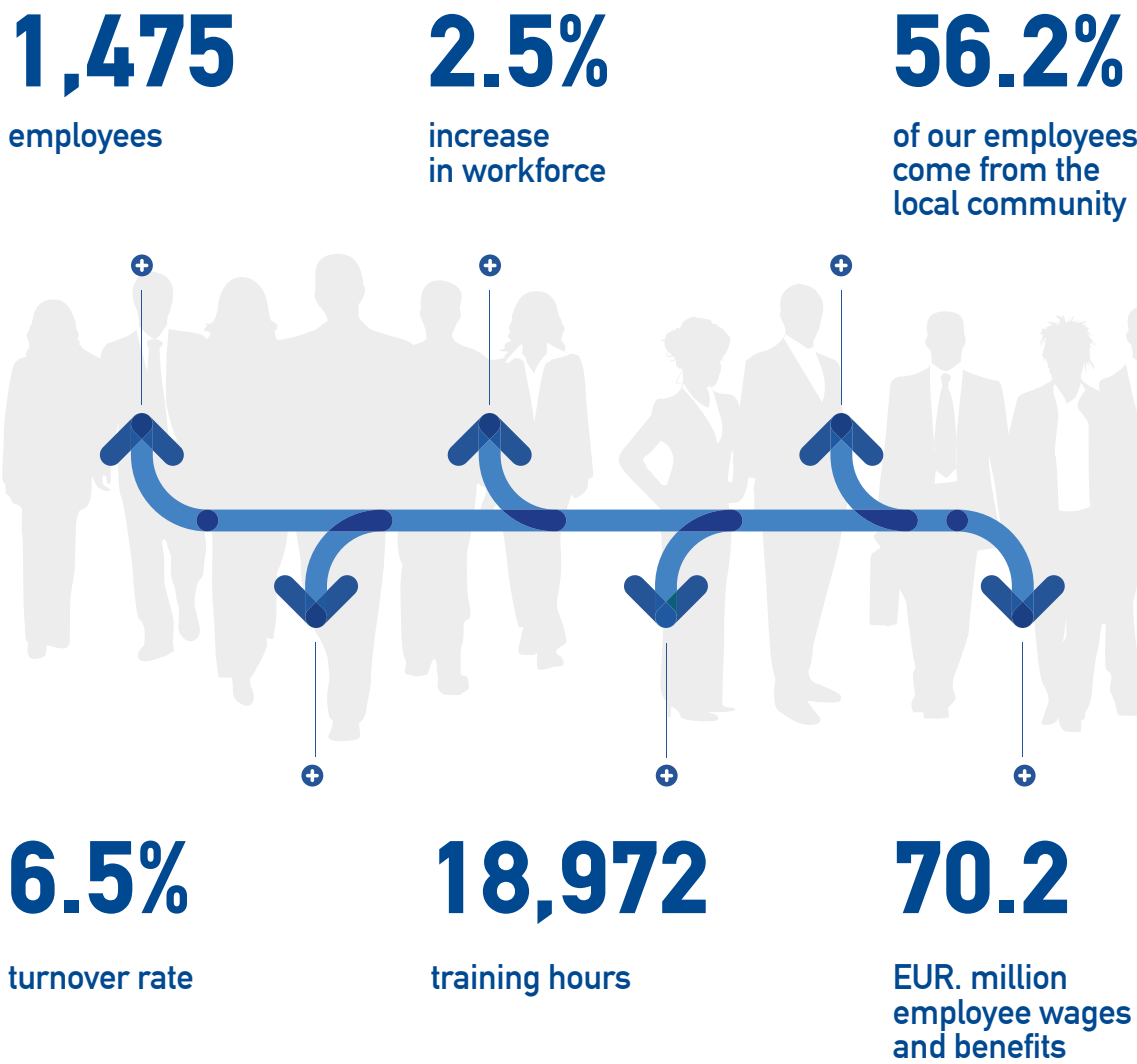 1,475
employees
2.5%
increase
in workforce
56.2%
of our employees
come from the
local community
6.5%
turnover rate
18,972
training hours
70.2
EUR. million
employee wages
and benefits